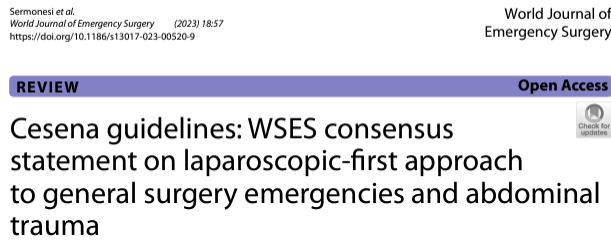 Sermonesi et al.
World Journal of Emergency Surgery (2023) 18:57
https://doi.org/10.1186/s13017-023-00520-9
World Journal of
Emergency Surgery
REVIEW
Open Access
Check for
updates
Cesena guidelines: WSES consensus
statement on laparoscopic-first approach
to general surgery emergencies and abdominal
trauma